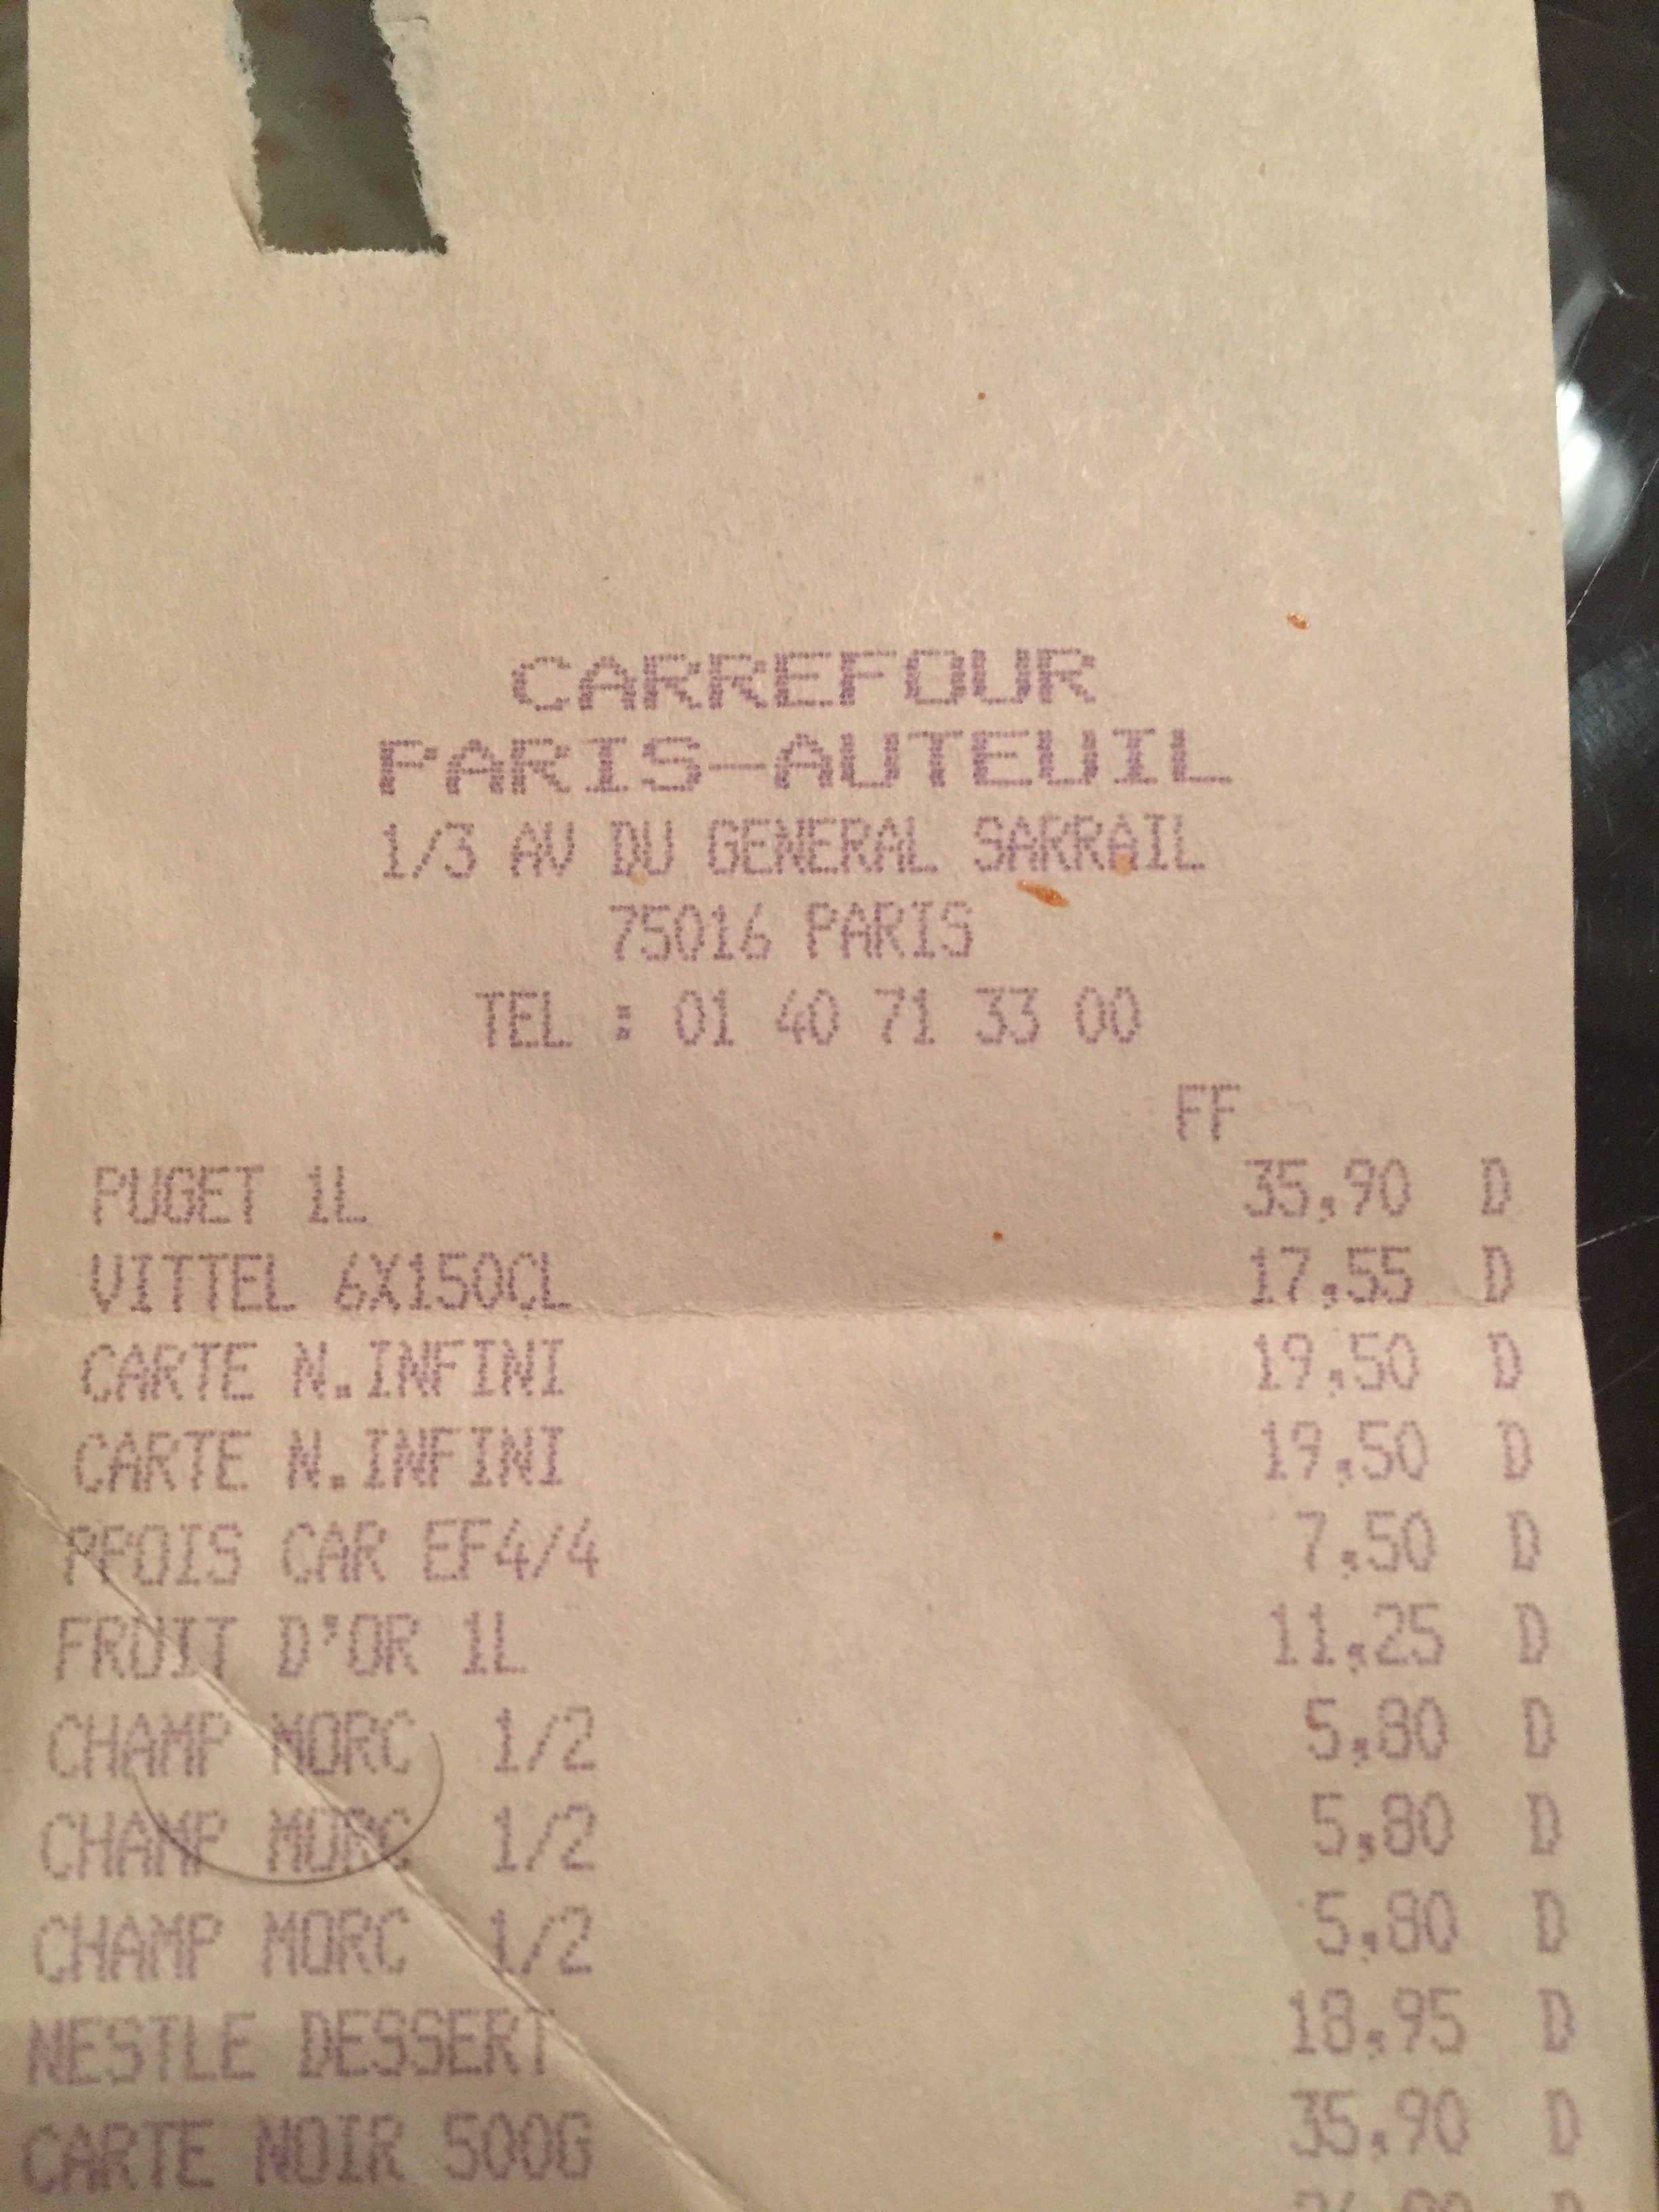 CARREFOUR
PARIS-AUTEUIL
1/3 AV DU GENERAL SARRAIL
75016 PARIS
TEL : 01 40 71 33 00
FF
PUGET 1L 35,90 D
VITTEL 6X150CL 17,55 D
CARTE N.INFINI 19,50 D
CARTE N.INFINI 19,50 D
PPOIS CAR EF4/4 7,50 D
FRUIT D'OR 1L 11,25 D
CHAMP MORC 1/2 5,80 D
CHAMP MORC 1/2 5,80 D
CHAMP MORC 1/2 5,80 D
NESTLE DESSERT 18,95 D
CARTE NOIR 500G 35,90 D